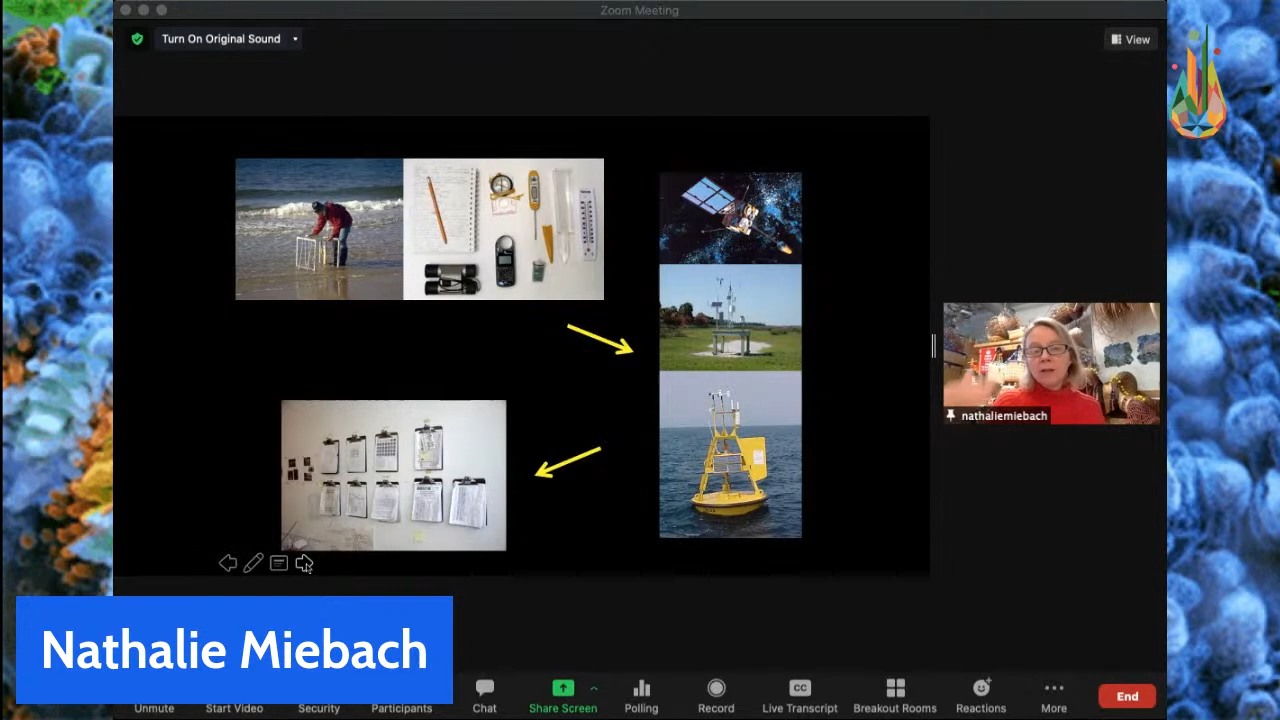 Zoom Meeting
Turn On Original Sound
View
nathaliemiebach
Nathalie Miebach
Unmute
Start Video
Security
Participants
Chat
Share Screen
Polling
Record
CC
Live Transcript
Breakout Rooms
Reactions
More
End